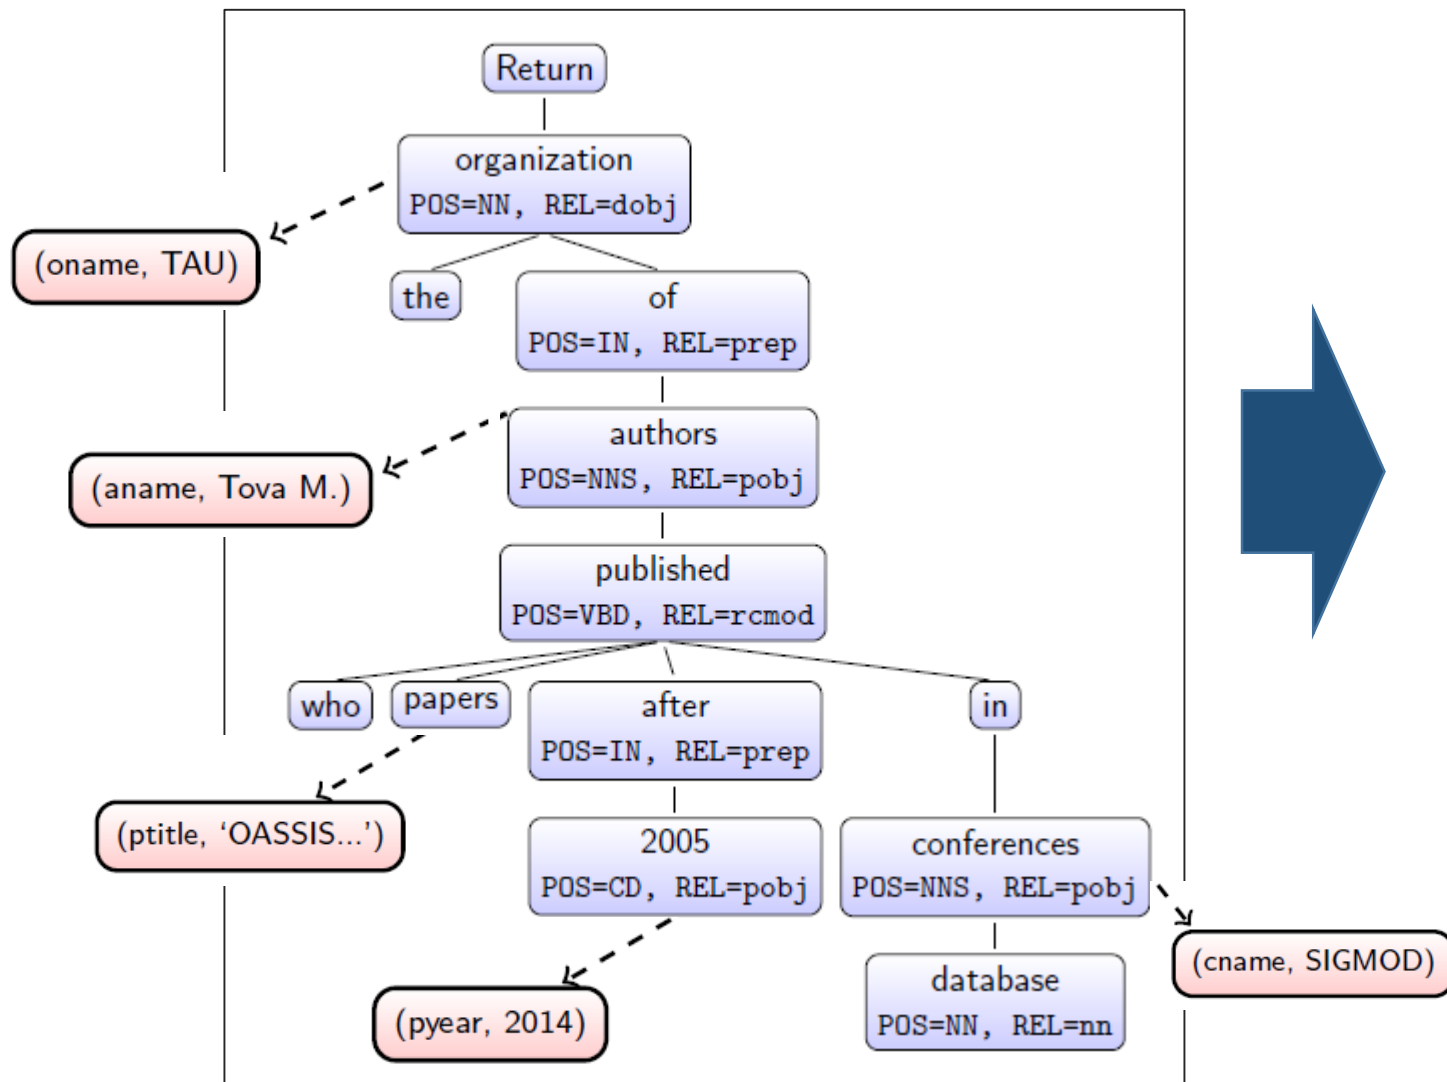 Return
organization
POS=NN, REL=dobj
(oname, TAU)
the
of
POS=IN, REL=prep
authors
POS=NNS, REL=pobj
(aname, Tova M.)
published
POS=VBD, REL=rcmod
who
papers
after
POS=IN, REL=prep
in
(ptitle, ‘OASSIS...’)
2005
POS=CD, REL=pobj
conferences
POS=NNS, REL=pobj
(cname, SIGMOD)
database
POS=NN, REL=nn
(pyear, 2014)